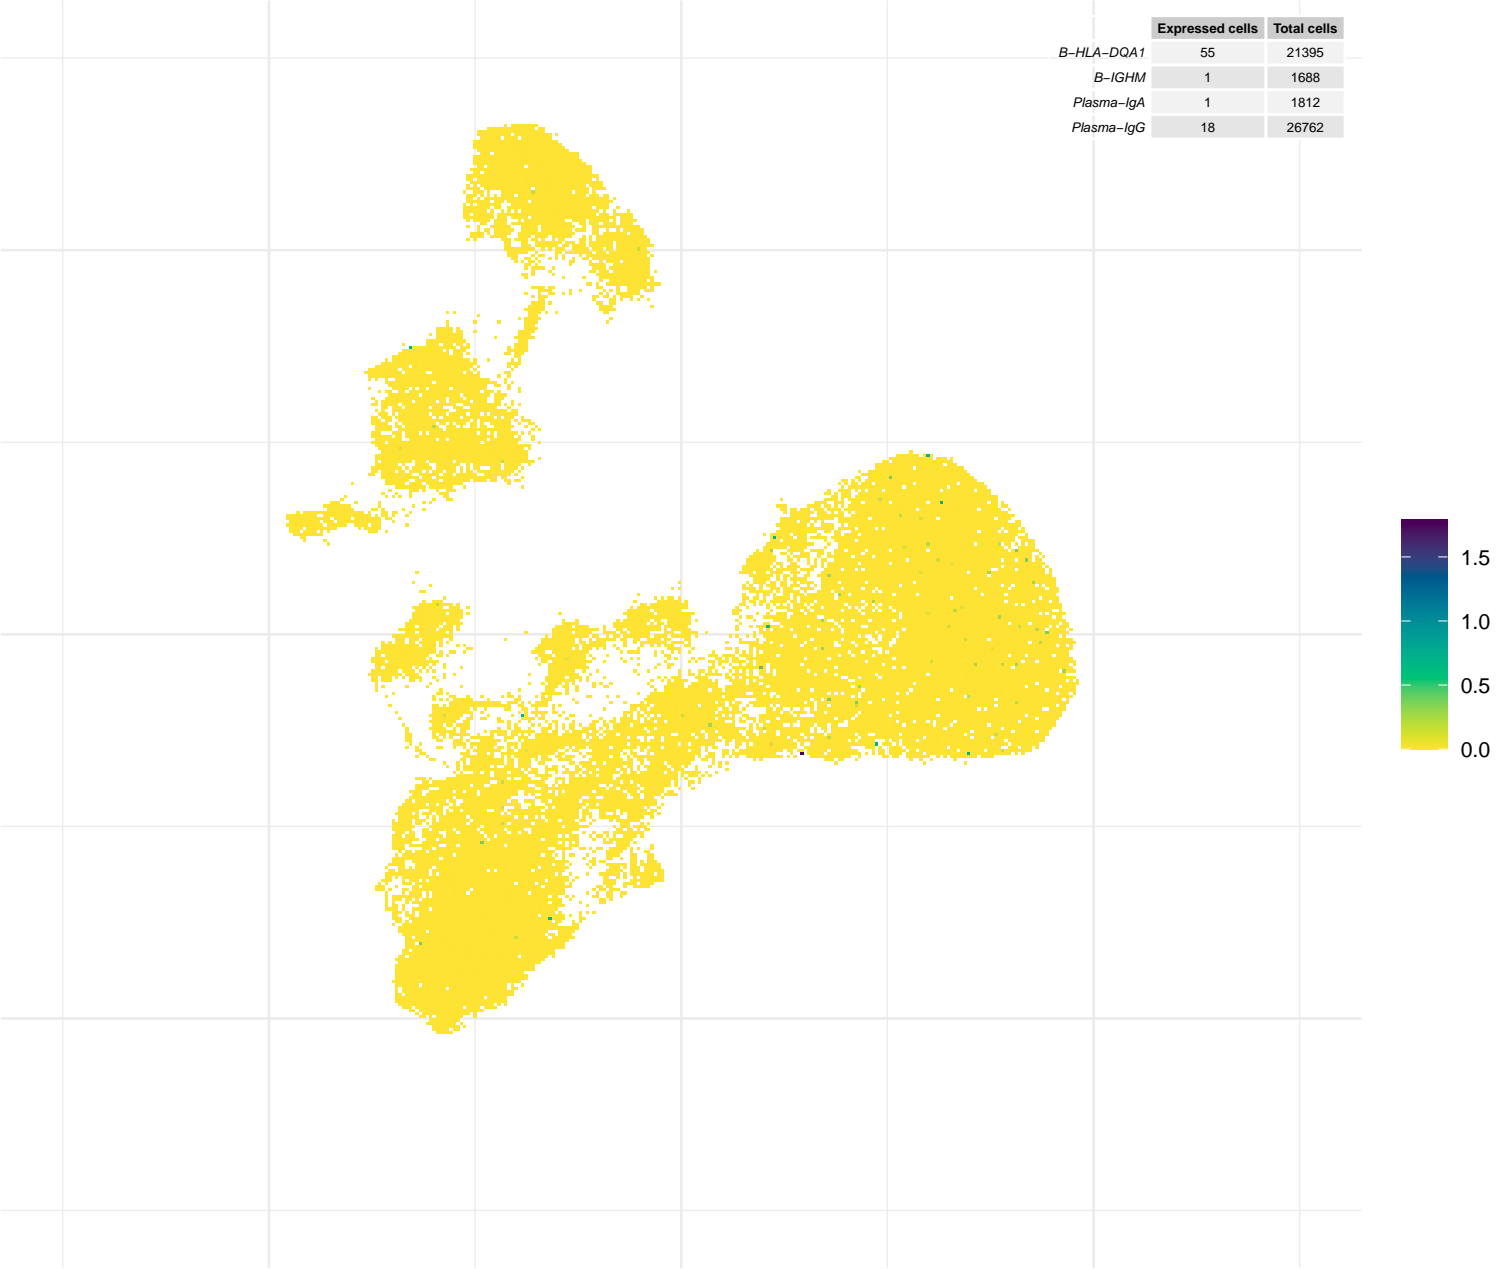 Expressed cells Total cells
B−HLA−DQA1 55 21395
B−IGHM 1 1688
Plasma−IgA 1 1812
Plasma−IgG 18 26762
1.5
1.0
0.5
0.0